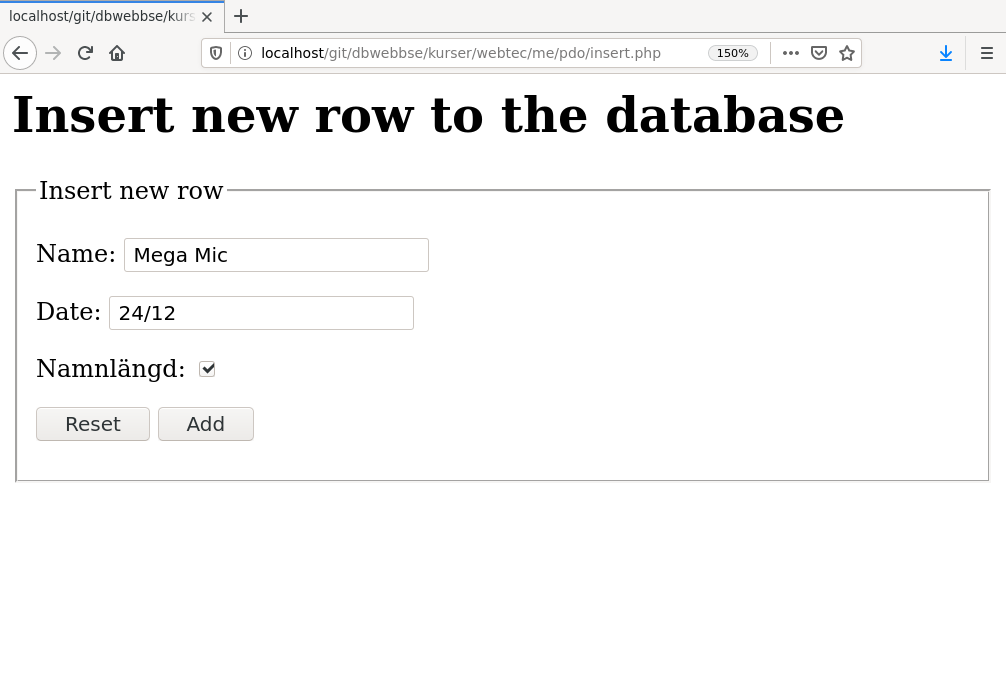 localhost/git/dbwebbse/kurs
localhost/git/dbwebbse/kurser/webtec/me/pdo/insert.php 150%
Insert new row to the database
Insert new row
Name: Mega Mic
Date: 24/12
Namnlängd:
Reset Add